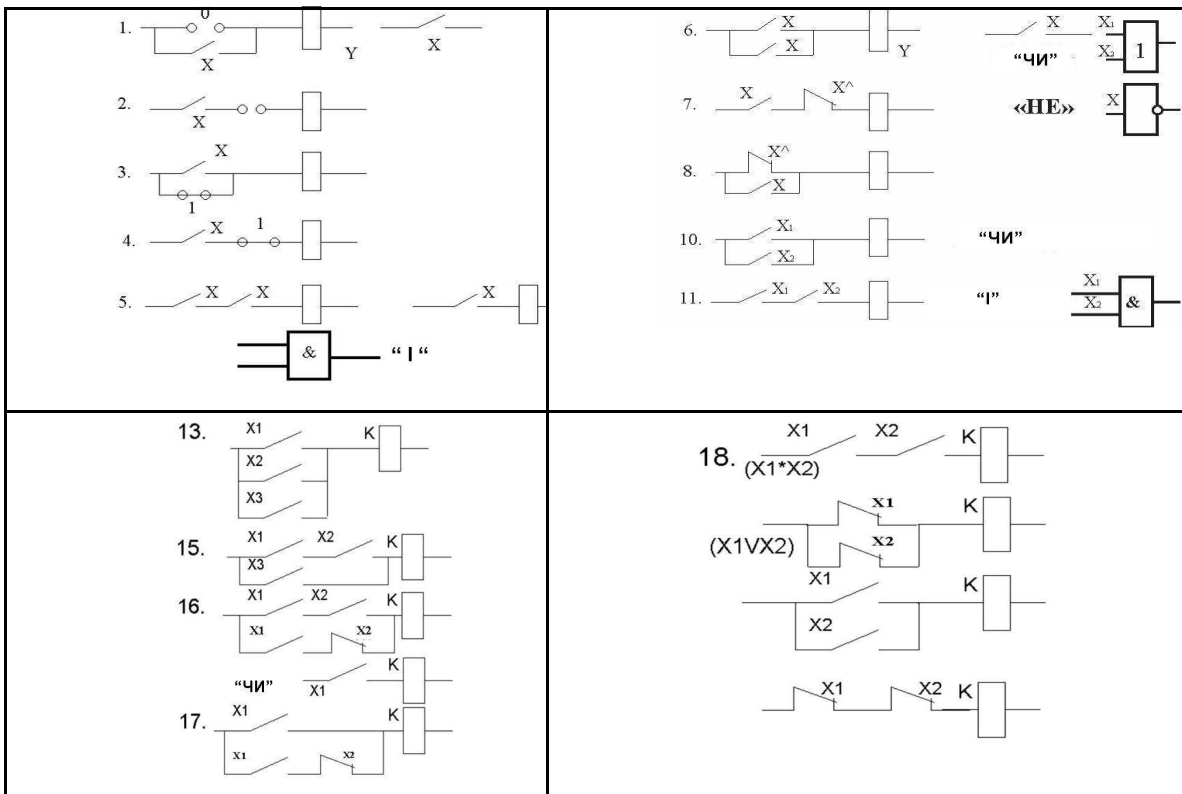 0
1.
X
Y
X
2.
X
3.
X
1
4.
X
1
5.
X
X
X
&
“ I “
6.
X
X
Y
X
“ЧИ”
X₁
X₂
1
7.
X
X^
«НЕ»
X
8.
X^
X
10.
X₁
X₂
“ЧИ”
11.
X₁
X₂
“I”
X₁
X₂
&
13.
X1
X2
X3
K
15.
X1
X2
X3
K
16.
X1
X2
K
X1
X2
“ЧИ”
X1
K
17.
X1
K
X1
X2
18.
X1
X2
K
(X1*X2)
X1
K
(X1VX2)
X2
X1
K
X2
X1
X2
K